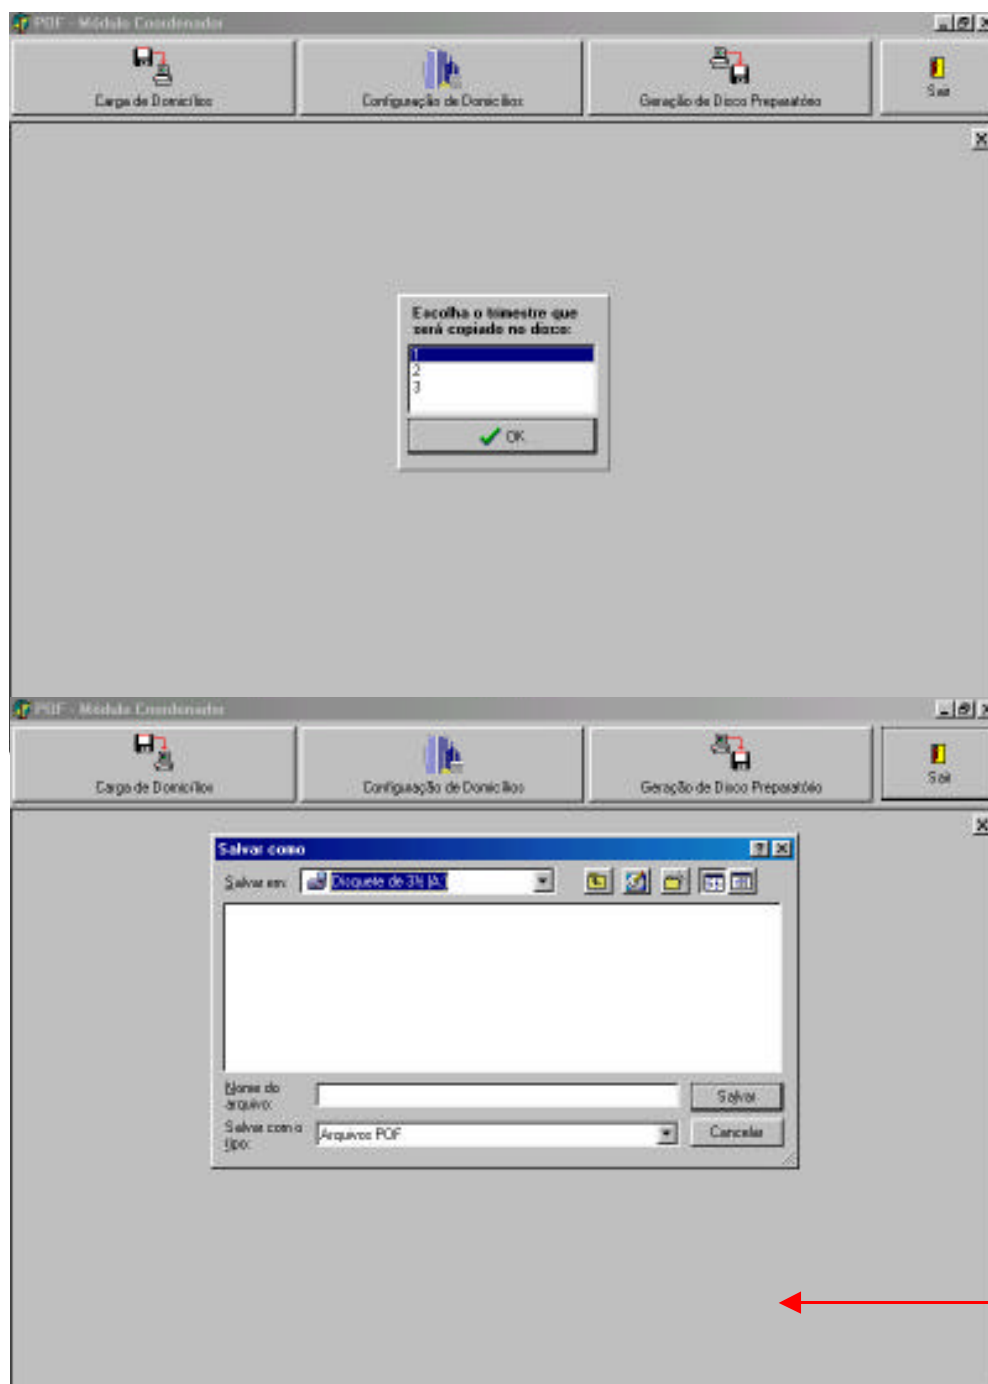 POF - Módulo Coordenador
Carga de Domicílios
Configuração de Domicílios
Geração de Disco Preparatório
Sair
Escolha o trimestre que
será copiado no disco:
1
2
3
OK
POF - Módulo Coordenador
Carga de Domicílios
Configuração de Domicílios
Geração de Disco Preparatório
Sair
Salvar como
Salvar em:
Disquete de 3½ (A:)
Nome do
arquivo:
Salvar
Salvar como
tipo:
Arquivos POF
Cancelar